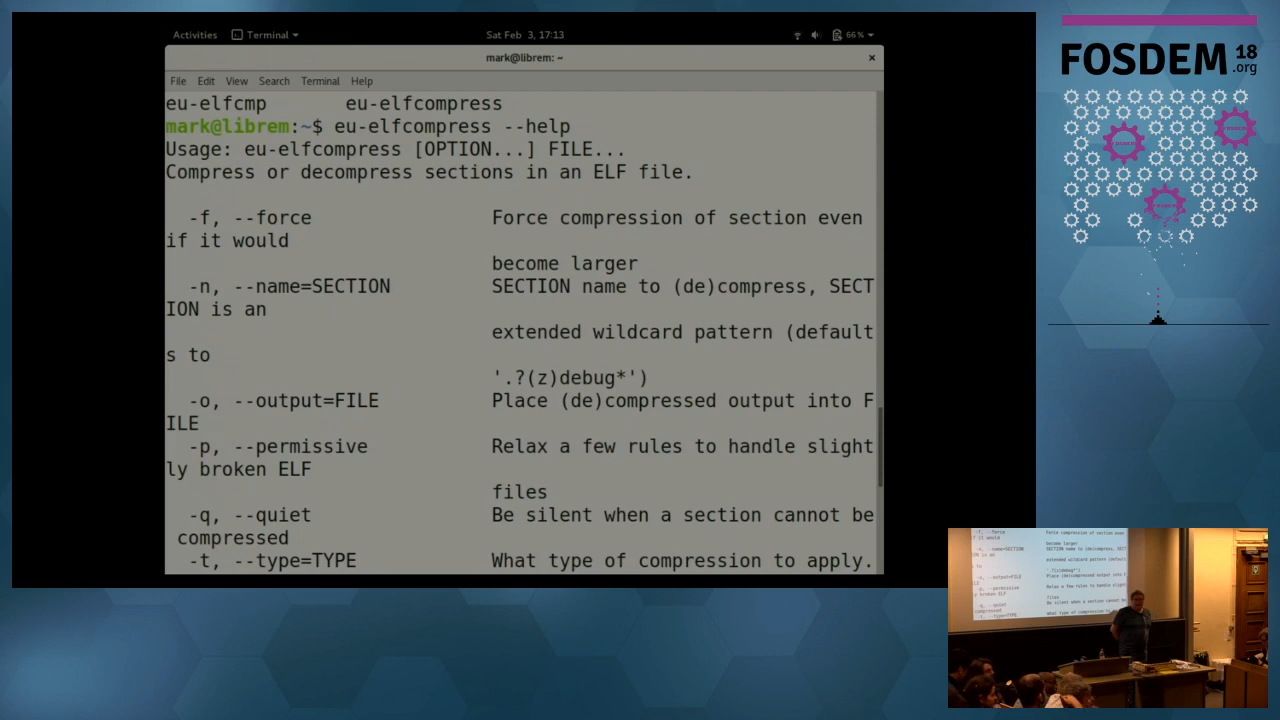 Activities Terminal Sat Feb 3, 17:13 66 %
mark@librem: ~
File Edit View Search Terminal Help
eu-elfcmp eu-elfcompress
mark@librem:~$ eu-elfcompress --help
Usage: eu-elfcompress [OPTION...] FILE...
Compress or decompress sections in an ELF file.
-f, --force Force compression of section even
if it would
become larger
-n, --name=SECTION SECTION name to (de)compress, SECT
ION is an
extended wildcard pattern (default
s to
'.?(z)debug*')
-o, --output=FILE Place (de)compressed output into F
ILE
-p, --permissive Relax a few rules to handle slight
ly broken ELF
files
-q, --quiet Be silent when a section cannot be
compressed
-t, --type=TYPE What type of compression to apply.
FOSDEM 18
.org